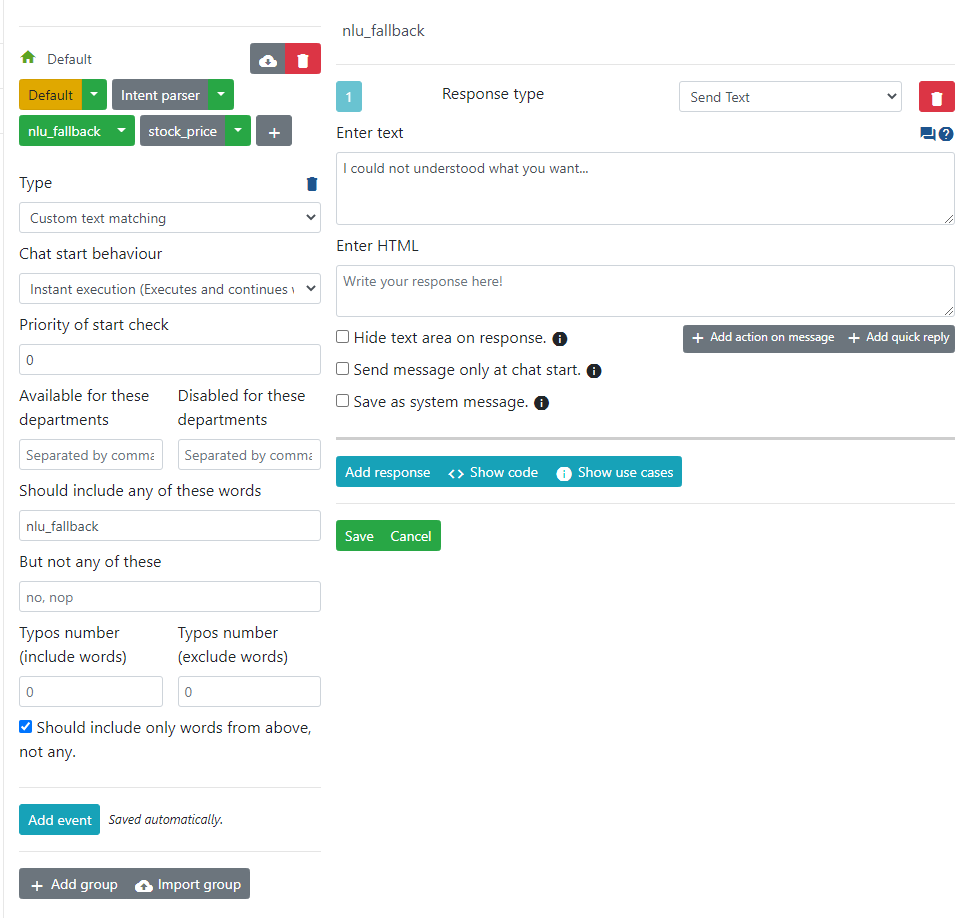 Default
Default
Intent parser
nlu_fallback
stock_price
+
Type
Custom text matching
Chat start behaviour
Instant execution (Executes and continues
Priority of start check
0
Available for these
departments
Disabled for these
departments
Separated by comma
Separated by comma
Should include any of these words
nlu_fallback
But not any of these
no, nop
Typos number
(include words)
Typos number
(exclude words)
0
0
Should include only words from above,
not any.
Add event
Saved automatically.
+ Add group
Import group
nlu_fallback
1
Response type
Send Text
Enter text
I could not understood what you want...
Enter HTML
Write your response here!
Hide text area on response.
+ Add action on message
+ Add quick reply
Send message only at chat start.
Save as system message.
Add response
<> Show code
Show use cases
Save
Cancel